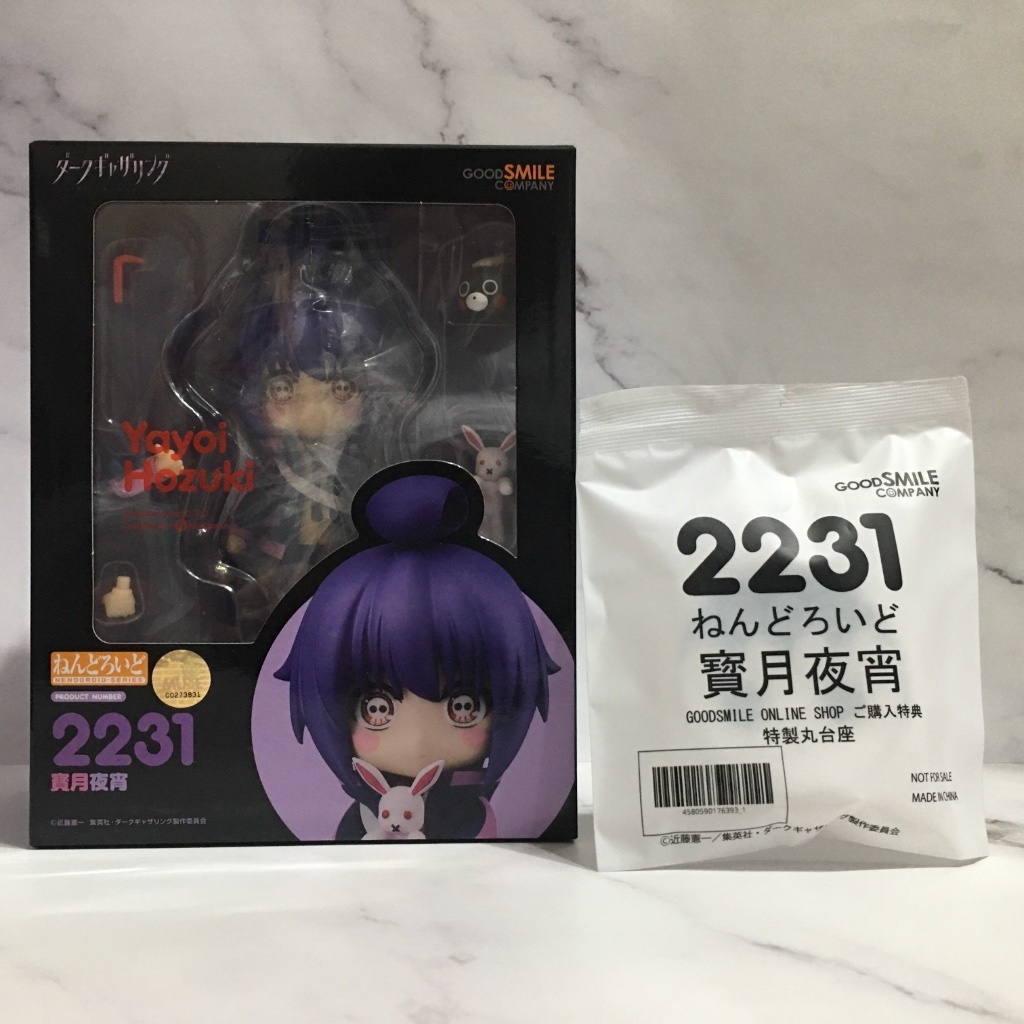 ダークギャザリング
GOOD SMILE
COMPANY
Yayoi
Hozuki
ねんどろいど
NENDOROID-SERIES
PRODUCT NUMBER
2231
寶月夜宵
©近藤憲一/集英社・ダークギャザリング製作委員会
GOOD SMILE
COMPANY
2231
ねんどろいど
寶月夜宵
GOODSMILE ONLINE SHOP ご購入特典
特製丸台座
NOT FOR SALE
MADE IN CHINA
4580590176393_1
©近藤憲一/集英社・ダークギャザリング製作委員会